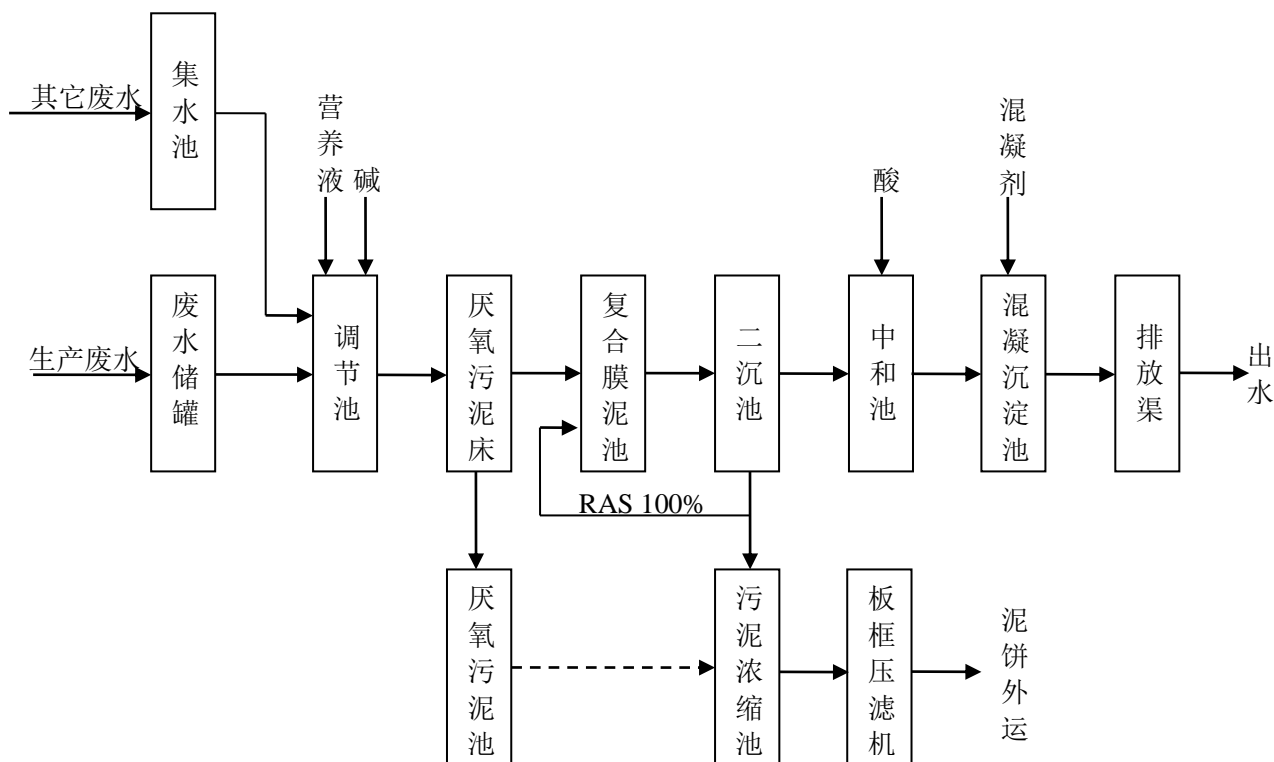 其它废水
集水池
营养液
碱
酸
混凝剂
生产废水
废水储罐
调节池
厌氧污泥床
复合膜泥池
二沉池
中和池
混凝沉淀池
排放渠
出水
RAS 100%
厌氧污泥池
污泥浓缩池
板框压滤机
泥饼外运